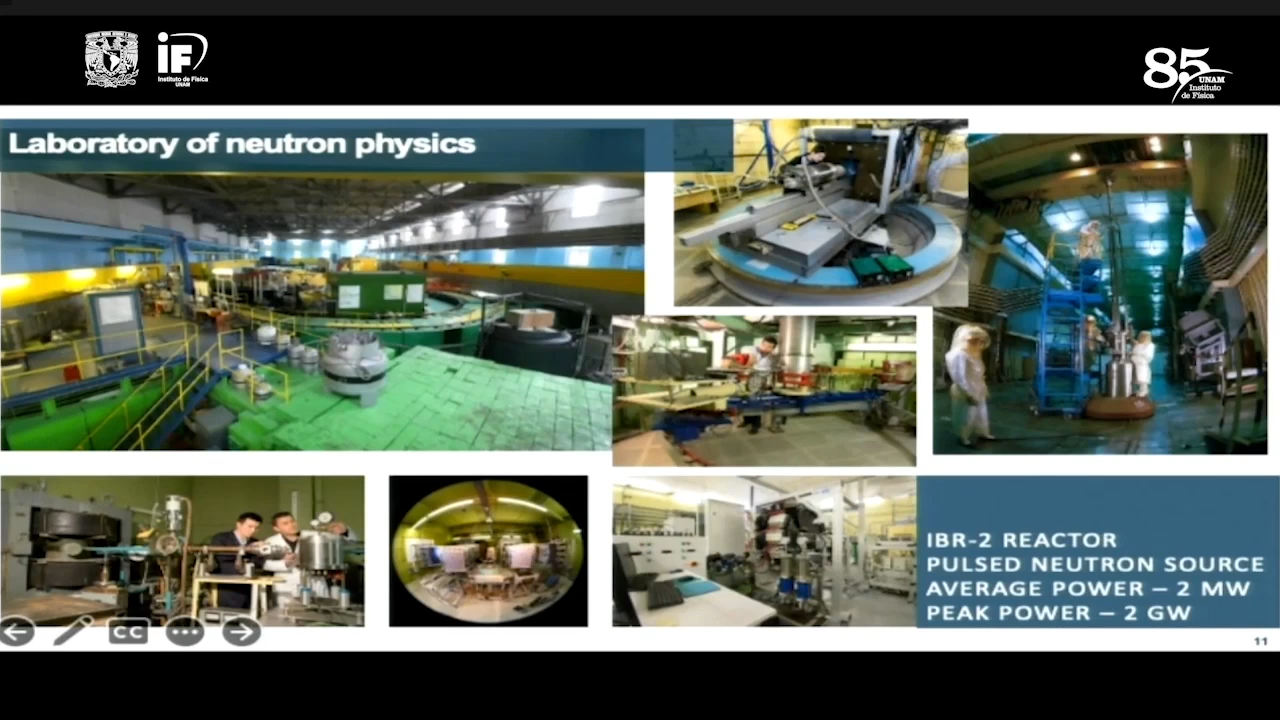 iF
Instituto de Física
UNAM
85
UNAM
Instituto
de Física
Laboratory of neutron physics
IBR-2 REACTOR
PULSED NEUTRON SOURCE
AVERAGE POWER – 2 MW
PEAK POWER – 2 GW
CC
11